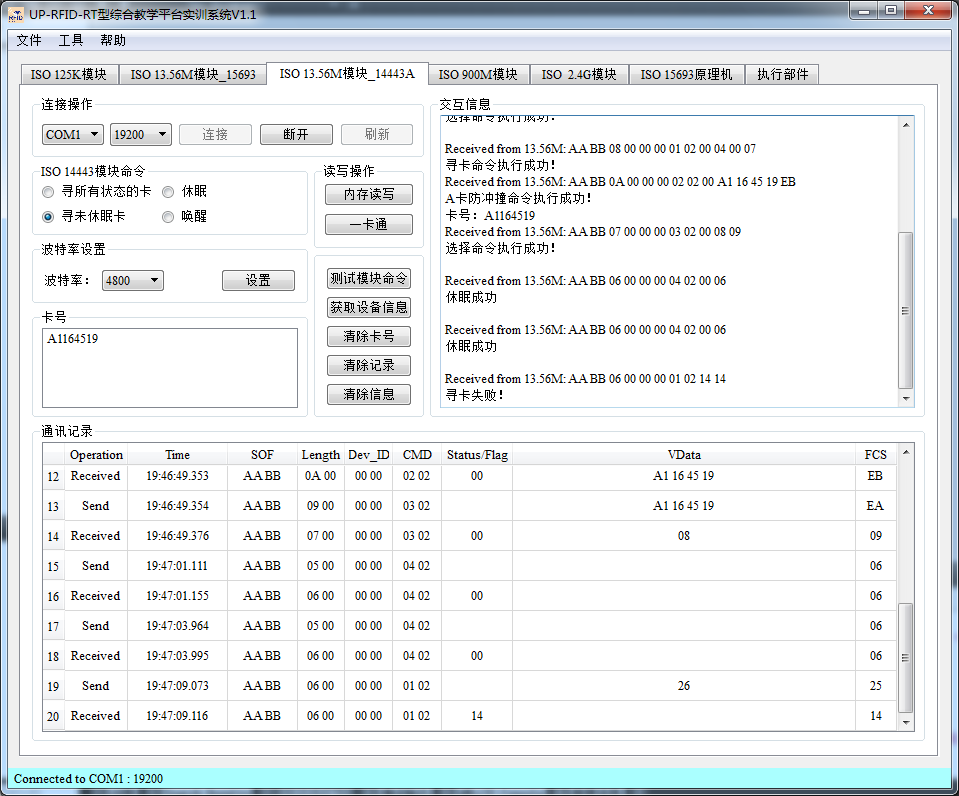 UP-RFID-RT型综合教学平台实训系统V1.1
文件 工具 帮助
ISO 125K模块 ISO 13.56M模块_15693 ISO 13.56M模块_14443A ISO 900M模块 ISO 2.4G模块 ISO 15693原理机 执行部件
连接操作
COM1 19200 连接 断开 刷新
ISO 14443模块命令
寻所有状态的卡 休眠
寻未休眠卡 唤醒
读写操作
内存读写
一卡通
波特率设置
波特率： 4800 设置
卡号
A1164519
测试模块命令
获取设备信息
清除卡号
清除记录
清除信息
交互信息
选择命令执行成功!
Received from 13.56M: AA BB 08 00 00 00 01 02 00 04 00 07
寻卡命令执行成功!
Received from 13.56M: AA BB 0A 00 00 00 02 02 00 A1 16 45 19 EB
A卡防冲撞命令执行成功!
卡号：A1164519
Received from 13.56M: AA BB 07 00 00 00 03 02 00 08 09
选择命令执行成功!
Received from 13.56M: AA BB 06 00 00 00 04 02 00 06
休眠成功
Received from 13.56M: AA BB 06 00 00 00 04 02 00 06
休眠成功
Received from 13.56M: AA BB 06 00 00 00 01 02 14 14
寻卡失败!
通讯记录
Operation Time SOF Length Dev_ID CMD Status/Flag VData FCS
12 Received 19:46:49.353 AA BB 0A 00 00 00 02 02 00 A1 16 45 19 EB
13 Send 19:46:49.354 AA BB 09 00 00 00 03 02 A1 16 45 19 EA
14 Received 19:46:49.376 AA BB 07 00 00 00 03 02 00 08 09
15 Send 19:47:01.111 AA BB 05 00 00 00 04 02 06
16 Received 19:47:01.155 AA BB 06 00 00 00 04 02 00 06
17 Send 19:47:03.964 AA BB 05 00 00 00 04 02 06
18 Received 19:47:03.995 AA BB 06 00 00 00 04 02 00 06
19 Send 19:47:09.073 AA BB 06 00 00 00 01 02 26 25
20 Received 19:47:09.116 AA BB 06 00 00 00 01 02 14 14
Connected to COM1 : 19200